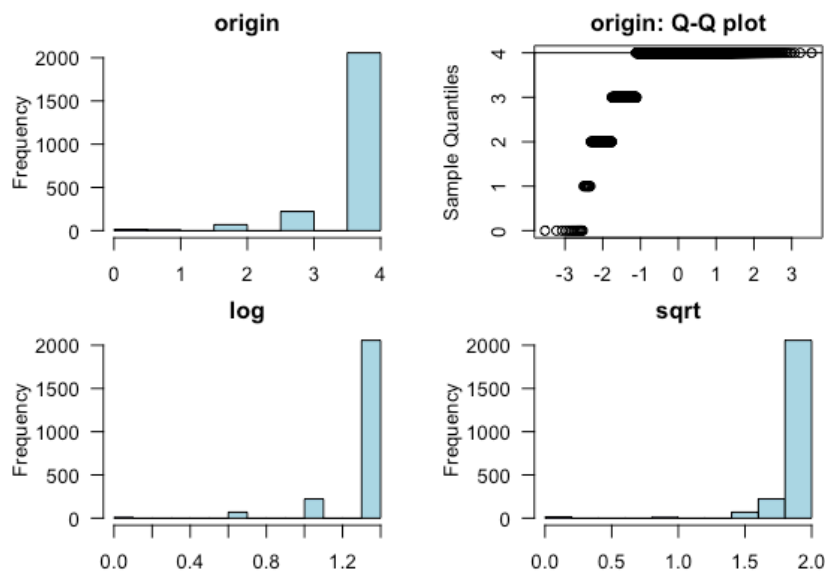 origin
Frequency
2000
1500
1000
500
0
0 1 2 3 4
origin: Q-Q plot
Sample Quantiles
4
3
2
1
0
-3 -2 -1 0 1 2 3
log
Frequency
2000
1500
1000
500
0
0.0 0.4 0.8 1.2
sqrt
Frequency
2000
1500
1000
500
0
0.0 0.5 1.0 1.5 2.0